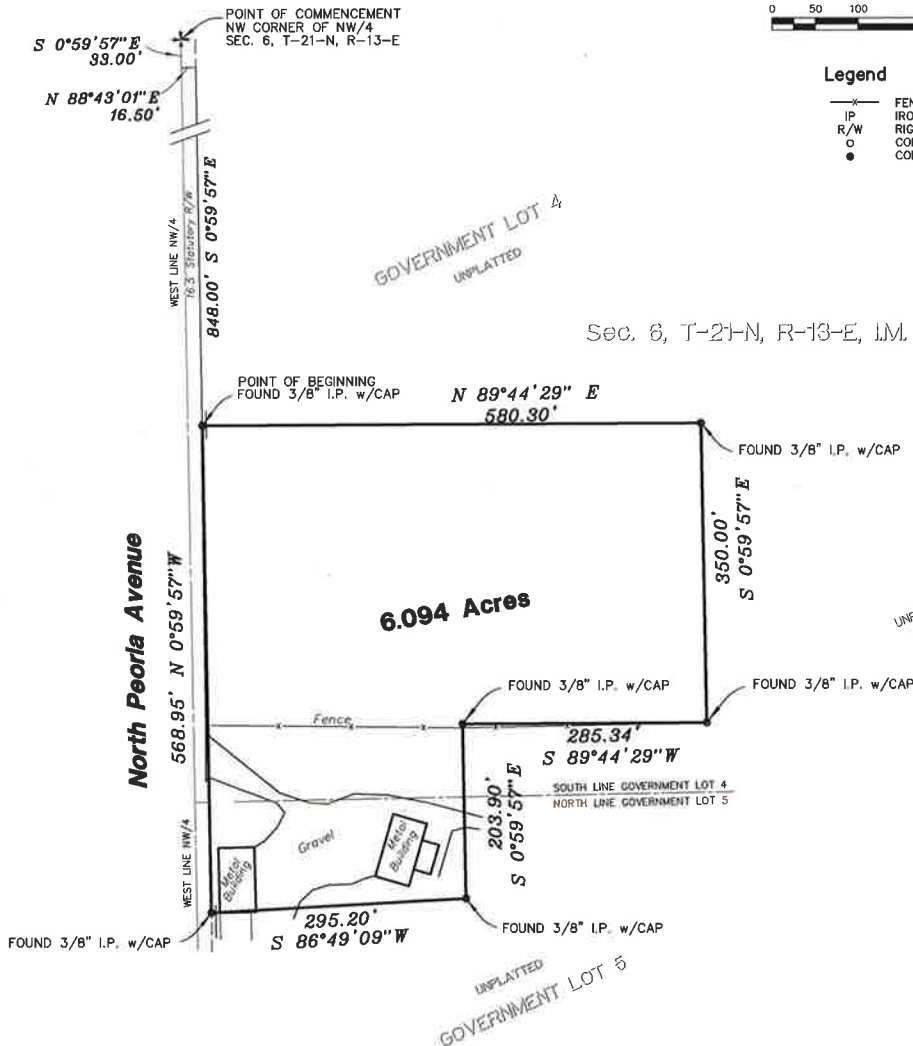 POINT OF COMMENCEMENT
NW CORNER OF NW/4
SEC. 6, T-21-N, R-13-E
S 0°59'57"E
33.00'
N 88°43'01"E
16.50'
0 50 100
Legend
IP
R/W
WEST LINE NW/4
16.5' Statutory R/W
848.00' S 0°59'57"E
GOVERNMENT LOT 4
UNPLATTED
Sec. 6, T-21-N, R-13-E, I.M.
POINT OF BEGINNING
FOUND 3/8" I.P. w/CAP
N 89°44'29" E
580.30'
FOUND 3/8" I.P. w/CAP
350.00'
S 0°59'57"E
North Peoria Avenue
568.95' N 0°59'57"W
6.094 Acres
FOUND 3/8" I.P. w/CAP
FOUND 3/8" I.P. w/CAP
Fence
285.34'
S 89°44'29"W
SOUTH LINE GOVERNMENT LOT 4
NORTH LINE GOVERNMENT LOT 5
203.90'
S 0°59'57"E
WEST LINE NW/4
Gravel
Metal
Building
Metal
Building
295.20'
S 86°49'09"W
FOUND 3/8" I.P. w/CAP
FOUND 3/8" I.P. w/CAP
UNPLATTED
GOVERNMENT LOT 5